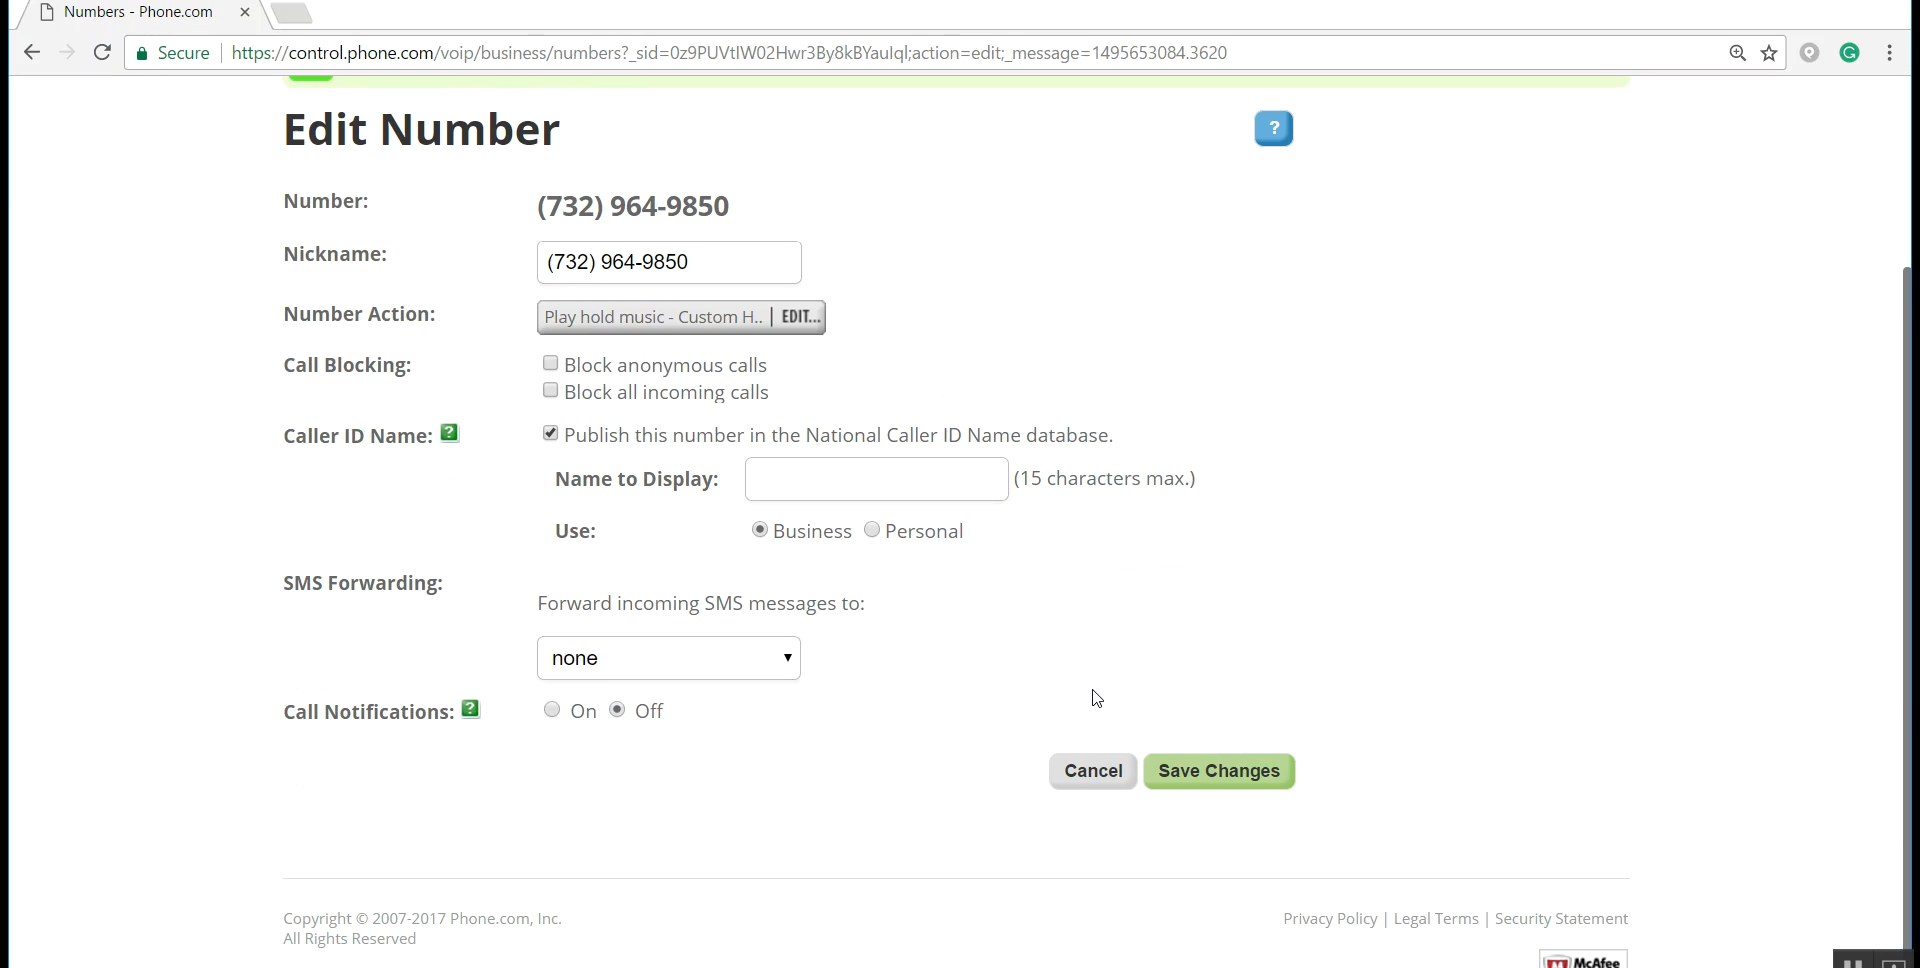 Numbers - Phone.com
Secure
https://control.phone.com/voip/business/numbers?_sid=0z9PUVtIW02Hwr3By8kBYauIql;action=edit;_message=1495653084.3620
Edit Number
?
Number:
(732) 964-9850
Nickname:
(732) 964-9850
Number Action:
Play hold music - Custom H.. | EDIT...
Call Blocking:
Block anonymous calls
Block all incoming calls
Caller ID Name: ?
Publish this number in the National Caller ID Name database.
Name to Display:
(15 characters max.)
Use:
Business
Personal
SMS Forwarding:
Forward incoming SMS messages to:
none
Call Notifications: ?
On
Off
Cancel
Save Changes
Copyright © 2007-2017 Phone.com, Inc.
All Rights Reserved
Privacy Policy | Legal Terms | Security Statement
McAfee